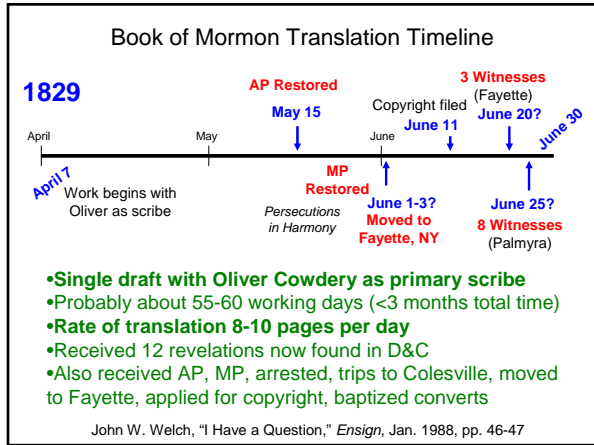 Book of Mormon Translation Timeline
1829
AP Restored
May 15
Copyright filed
June 11
3 Witnesses
(Fayette)
June 20?
June 30
April
May
June
April 7
Work begins with
Oliver as scribe
MP
Restored
Persecutions
in Harmony
June 1-3?
Moved to
Fayette, NY
June 25?
8 Witnesses
(Palmyra)
•Single draft with Oliver Cowdery as primary scribe
•Probably about 55-60 working days (<3 months total time)
•Rate of translation 8-10 pages per day
•Received 12 revelations now found in D&C
•Also received AP, MP, arrested, trips to Colesville, moved
to Fayette, applied for copyright, baptized converts
John W. Welch, “I Have a Question,” Ensign, Jan. 1988, pp. 46-47